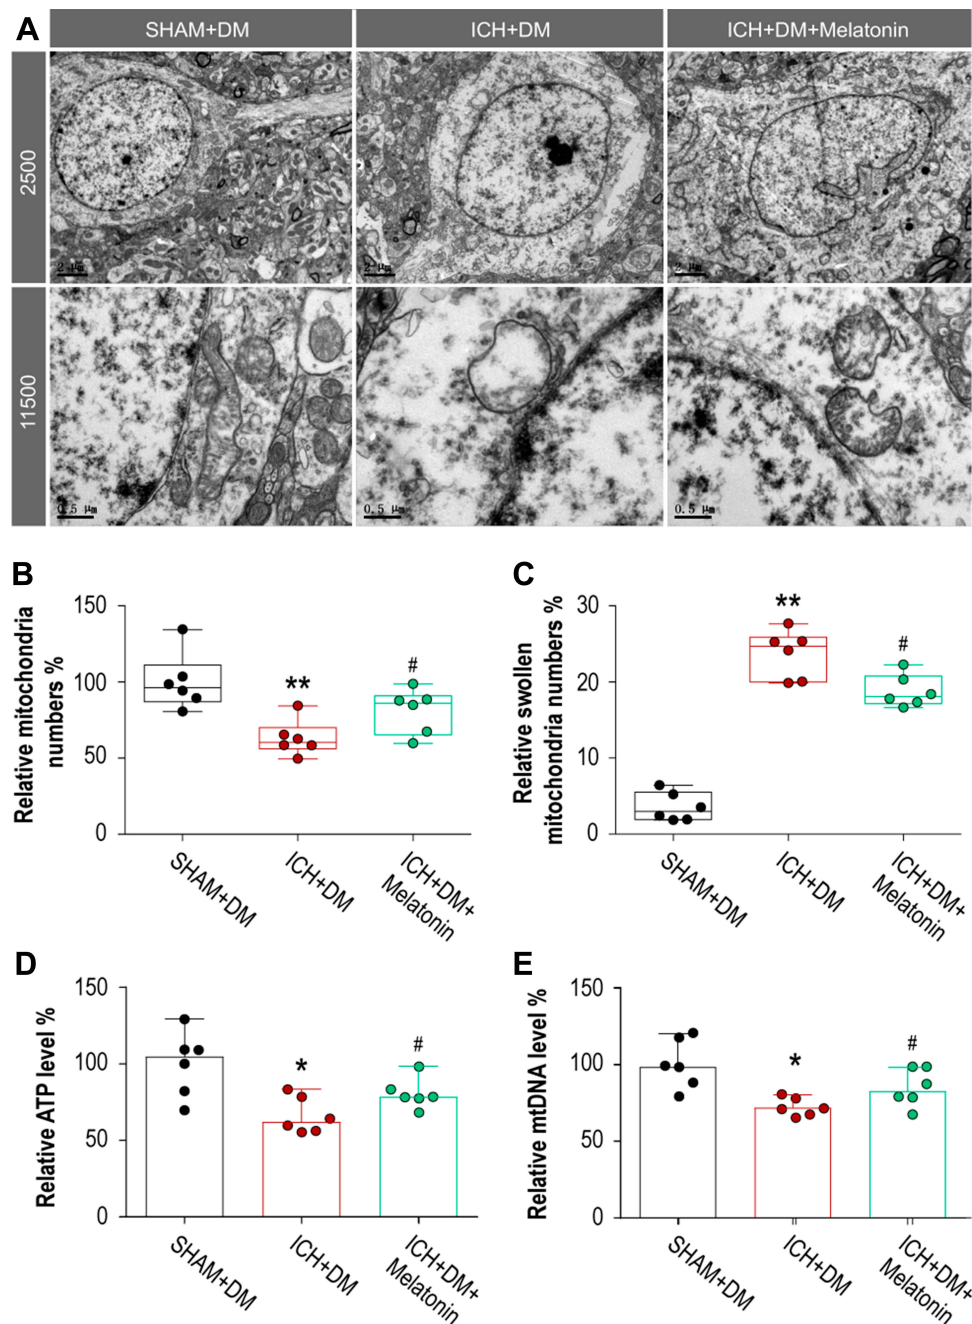 A
SHAM+DM
ICH+DM
ICH+DM+Melatonin
2500
2 μm
2 μm
2 μm
11500
0.5 μm
0.5 μm
0.5 μm
B
Relative mitochondria
numbers %
150
100
50
0
**
#
SHAM+DM
ICH+DM
ICH+DM+
Melatonin
C
Relative swollen
mitochondria numbers %
30
20
10
0
**
#
SHAM+DM
ICH+DM
ICH+DM+
Melatonin
D
Relative ATP level %
150
100
50
0
*
#
SHAM+DM
ICH+DM
ICH+DM+
Melatonin
E
Relative mtDNA level %
150
100
50
0
*
#
SHAM+DM
ICH+DM
ICH+DM+
Melatonin